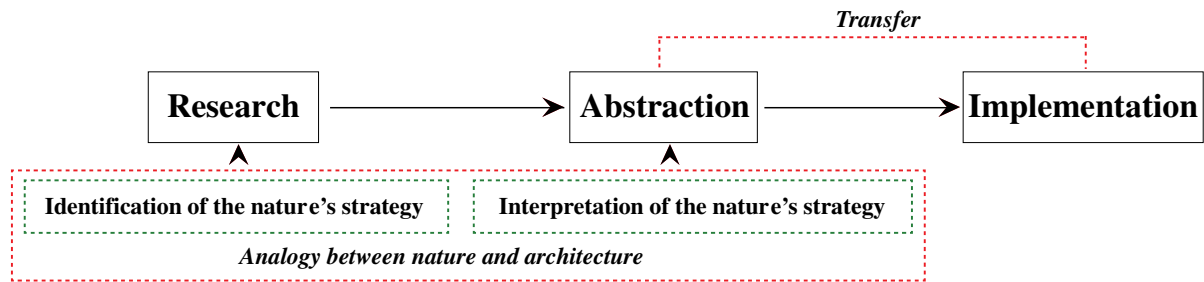 Transfer
Research
Abstraction
Implementation
Identification of the nature's strategy
Interpretation of the nature's strategy
Analogy between nature and architecture